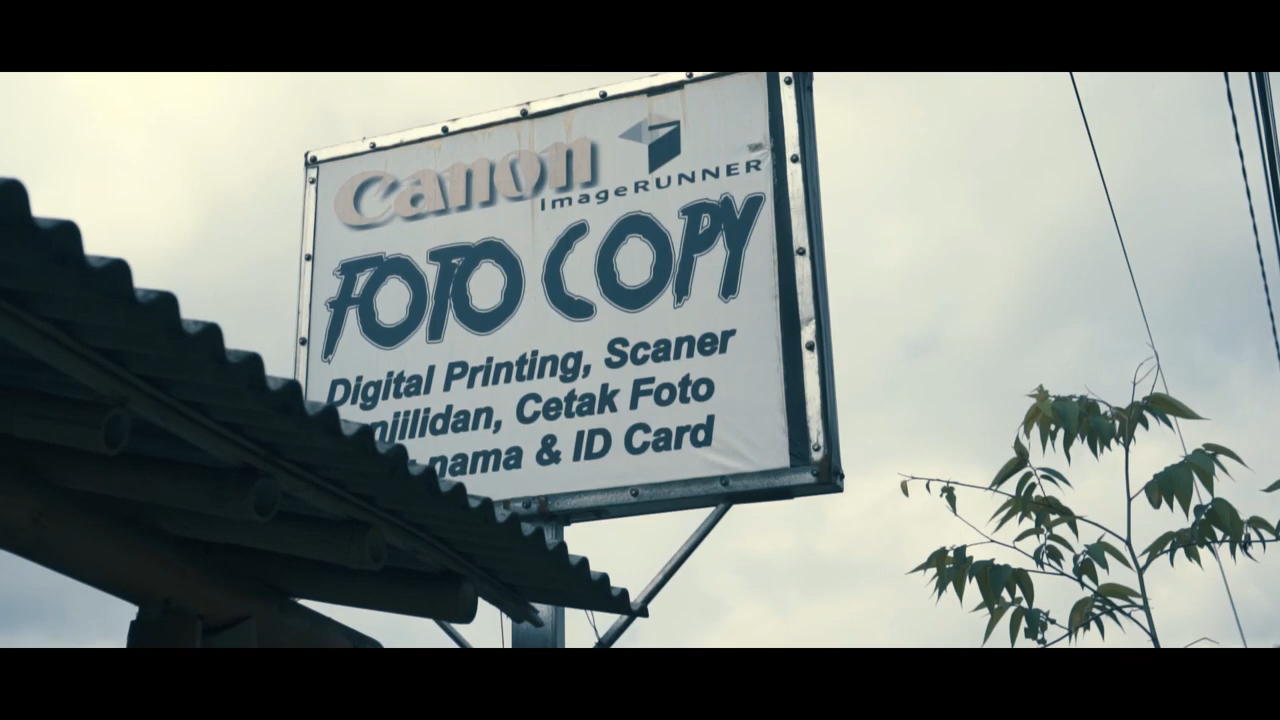 Canon
imageRUNNER
FOTO COPY
Digital Printing, Scaner
njilidan, Cetak Foto
nama & ID Card